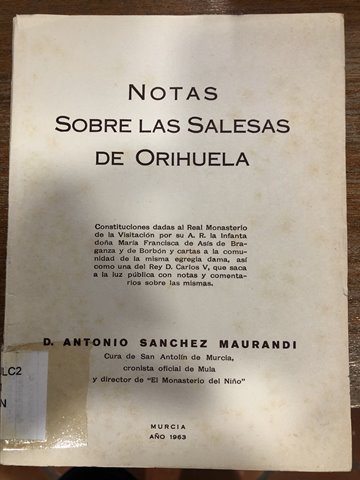 NOTAS
SOBRE LAS SALESAS
DE ORIHUELA
Constituciones dadas al Real Monasterio
de la Visitación por su A. R. la Infanta
doña María Francisca de Asís de Bra-
ganza y de Borbón y cartas a la comu-
nidad de la misma egregia dama, así
como una del Rey D. Carlos V, que saca
a la luz pública con notas y comenta-
rios sobre las mismas.
D. ANTONIO SANCHEZ MAURANDI
Cura de San Antolín de Murcia,
cronista oficial de Mula
y director de "El Monasterio del Niño"
LC2
N
MURCIA
AÑO 1963